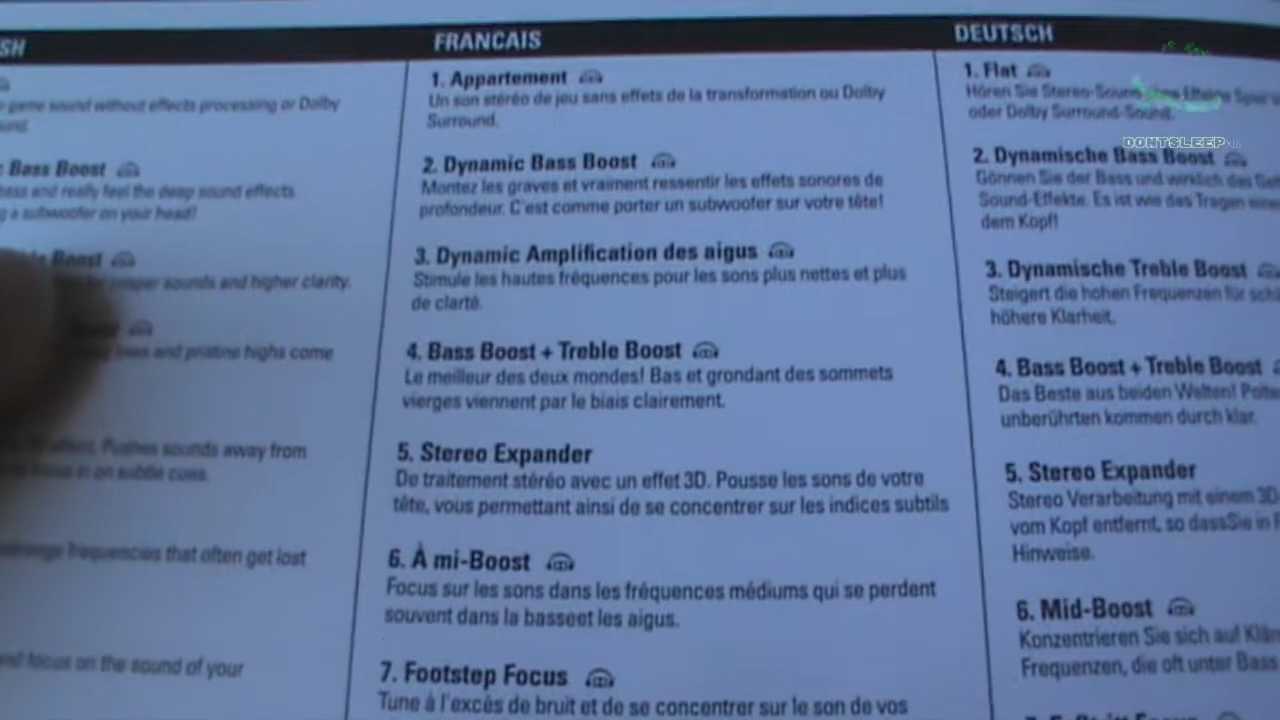 SH
game sound without effects processing or Dolby
Bass Boost
bass and really feel the deep sound effects.
g a subwoofer on your head!
Boost
sounds and higher clarity.
lows and pristine highs come
Pushes sounds away from
in on subtle cues.
frequencies that often get lost
and focus on the sound of your
FRANCAIS
1. Appartement
Un son stéréo de jeu sans effets de la transformation ou Dolby
Surround.
2. Dynamic Bass Boost
Montez les graves et vraiment ressentir les effets sonores de
profondeur. C'est comme porter un subwoofer sur votre tête!
3. Dynamic Amplification des aigus
Stimule les hautes fréquences pour les sons plus nettes et plus
de clarté.
4. Bass Boost + Treble Boost
Le meilleur des deux mondes! Bas et grondant des sommets
vierges viennent par le biais clairement.
5. Stereo Expander
De traitement stéréo avec un effet 3D. Pousse les sons de votre
tête, vous permettant ainsi de se concentrer sur les indices subtils
6. À mi-Boost
Focus sur les sons dans les fréquences médiums qui se perdent
souvent dans la basseet les aigus.
7. Footstep Focus
Tune à l'excés de bruit et de se concentrer sur le son de vos
DEUTSCH
1. Flat
Hören Sie Stereo-Sound
oder Dolby Surround-Sound.
DONTSLEEP
2. Dynamische Bass Boost
Gönnen Sie der Bass und wirklich das
Sound-Effekte. Es ist wie das Tragen eine
dem Kopf!
3. Dynamische Treble Boost
Steigert die hohen Frequenzen für
höhere Klarheit.
4. Bass Boost + Treble Boost
Das Beste aus beiden Welten!
unberührten kommen durch klar.
5. Stereo Expander
Stereo Verarbeitung mit einem 3D
vom Kopf entfernt, so dassSie in
Hinweise.
6. Mid-Boost
Konzentrieren Sie sich auf
Frequenzen, die oft unter Bass